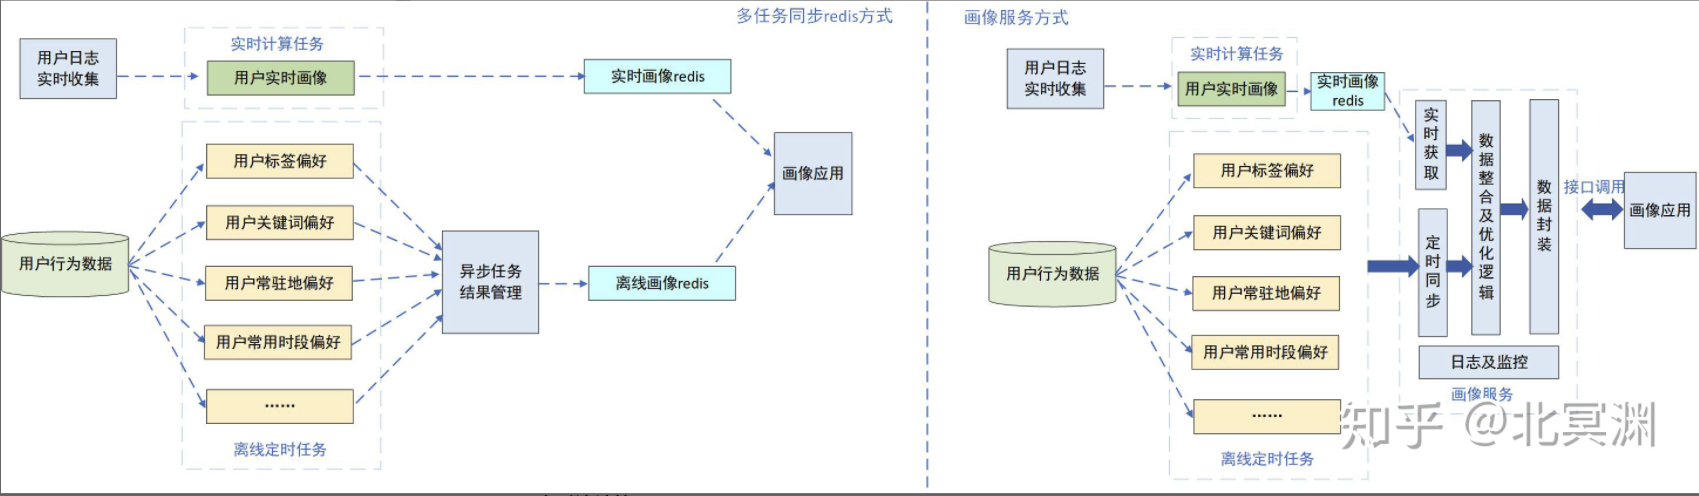 多任务同步redis方式
实时计算任务
用户日志
实时收集
用户实时画像
实时画像redis
用户标签偏好
用户关键词偏好
用户行为数据
用户常驻地偏好
用户常用时段偏好
……
离线定时任务
异步任务
结果管理
离线画像redis
画像应用
画像服务方式
实时计算任务
用户日志
实时收集
用户实时画像
实时画像
redis
用户标签偏好
用户关键词偏好
用户行为数据
用户常驻地偏好
用户常用时段偏好
……
离线定时任务
实时获取
定时同步
数据整合及优化逻辑
数据封装
日志及监控
画像服务
接口调用
画像应用
知乎 @北冥渊